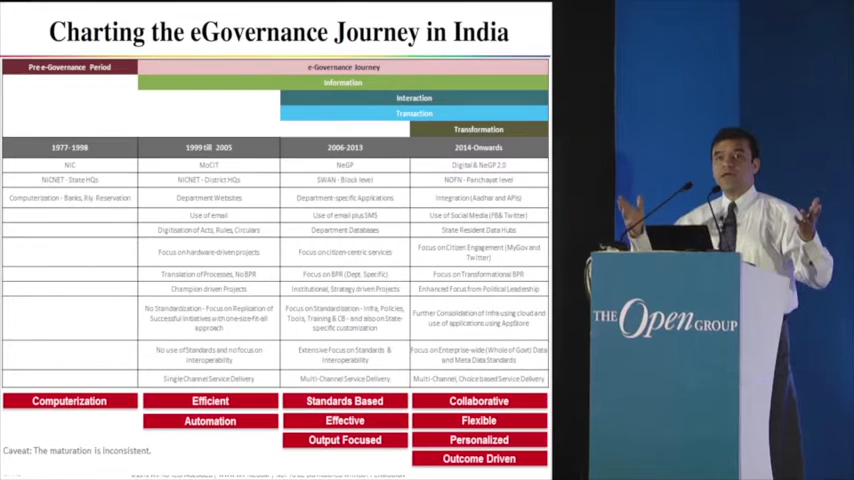 Charting the eGovernance Journey in India
Pre e-Governance Period
e-Governance Journey
Information
Interaction
Transaction
Transformation
1977- 1998
1999 till 2005
2006-2013
2014-Onwards
NIC
MoCIT
NeGP
Digital & NeGP 2.0
NICNET - State HQs
NICNET - District HQs
SWAN - Block level
NOFN - Panchayat level
Computerization - Banks, Rly. Reservation
Department Websites
Department-specific Applications
Integration (Aadhar and APIs)
Use of email
Use of email plus SMS
Use of Social Media (FB & Twitter)
Digitisation of Acts, Rules, Circulars
Department Databases
State Resident Data Hubs
Focus on hardware-driven projects
Focus on citizen-centric services
Focus on Citizen Engagement (MyGov and
Twitter)
Translation of Processes, No BPR
Focus on BPR (Dept. Specific)
Focus on Transformational BPR
Champion driven Projects
Institutional, Strategy driven Projects
Enhanced Focus from Political Leadership
No Standardization - Focus on Replication of
Successful Initiatives with one-size-fit-all
approach
Focus on Standardization - Infra, Policies,
Tools, Training & CB - and also on State-
specific customization
Further Consolidation of Infra using cloud and
use of applications using AppStore
No use of Standards and no focus on
interoperability
Extensive Focus on Standards &
Interoperability
Focus on Enterprise-wide (Whole of Govt) Data
and Meta Data Standards
Single Channel Service Delivery
Multi-Channel Service Delivery
Multi-Channel, Choice based Service Delivery
Computerization
Efficient
Standards Based
Collaborative
Automation
Effective
Flexible
Output Focused
Personalized
Outcome Driven
Caveat: The maturation is inconsistent.
THE Open GROUP